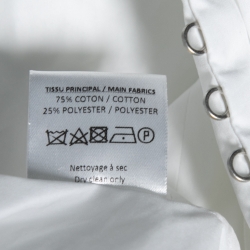 TISSU PRINCIPAL / MAIN FABRICS
75% COTON / COTTON
25% POLYESTER / POLYESTER
P
Nettoyage à sec
Dry clean only